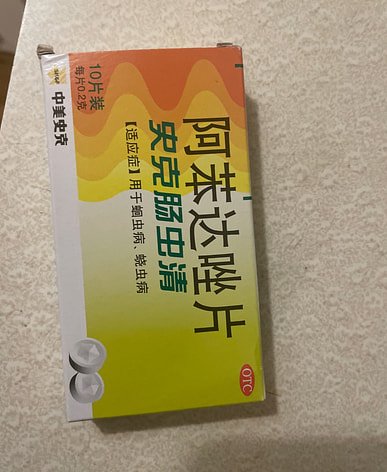 中美史克
10片装
每片0.2克
阿苯达唑片
史克肠虫清
【适应症】用于蛔虫病、蛲虫病
OTC